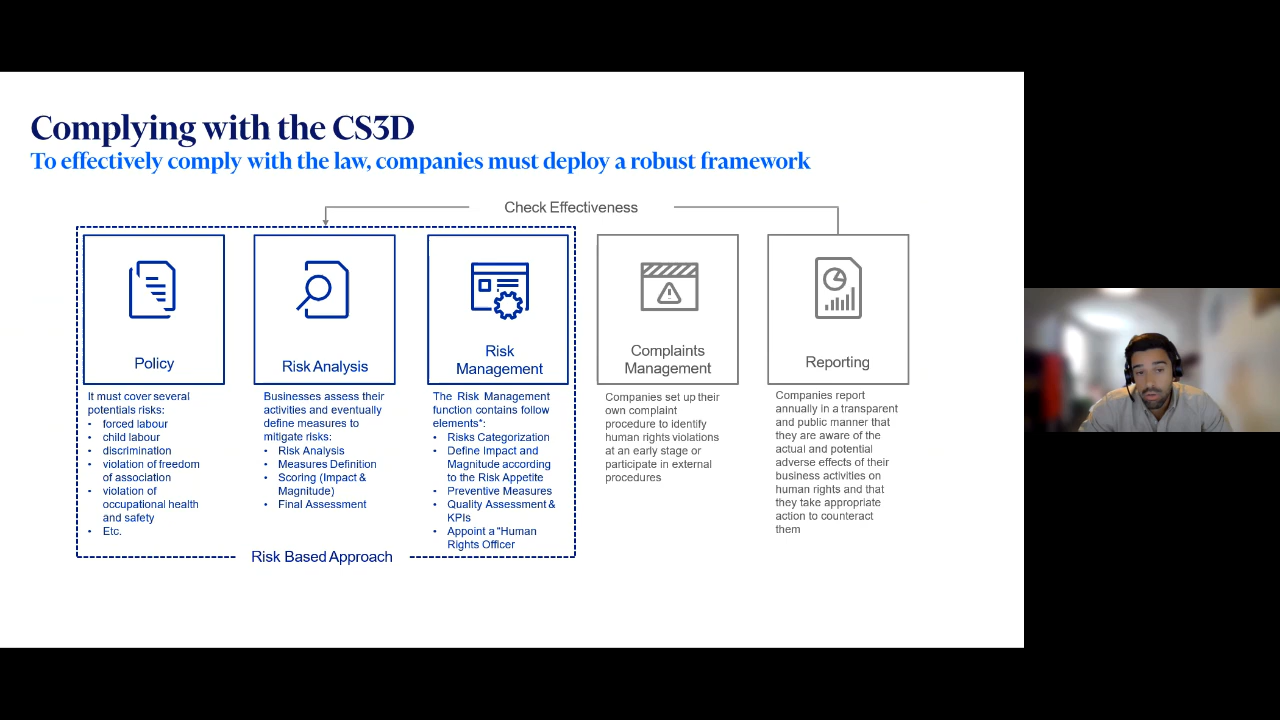 Complying with the CS3D
To effectively comply with the law, companies must deploy a robust framework
Check Effectiveness
Policy
It must cover several
potentials risks:
• forced labour
• child labour
• discrimination
• violation of freedom
of association
• violation of
occupational health
and safety
• Etc.
Risk Analysis
Businesses assess their
activities and eventually
define measures to
mitigate risks:
• Risk Analysis
• Measures Definition
• Scoring (Impact &
Magnitude)
• Final Assessment
Risk
Management
The Risk Management
function contains follow
elements*:
• Risks Categorization
• Define Impact and
Magnitude according
to the Risk Appetite
• Preventive Measures
• Quality Assessment &
KPIs
• Appoint a "Human
Rights Officer
Risk Based Approach
Complaints
Management
Companies set up their
own complaint
procedure to identify
human rights violations
at an early stage or
participate in external
procedures
Reporting
Companies report
annually in a transparent
and public manner that
they are aware of the
actual and potential
adverse effects of their
business activities on
human rights and that
they take appropriate
action to counteract
them